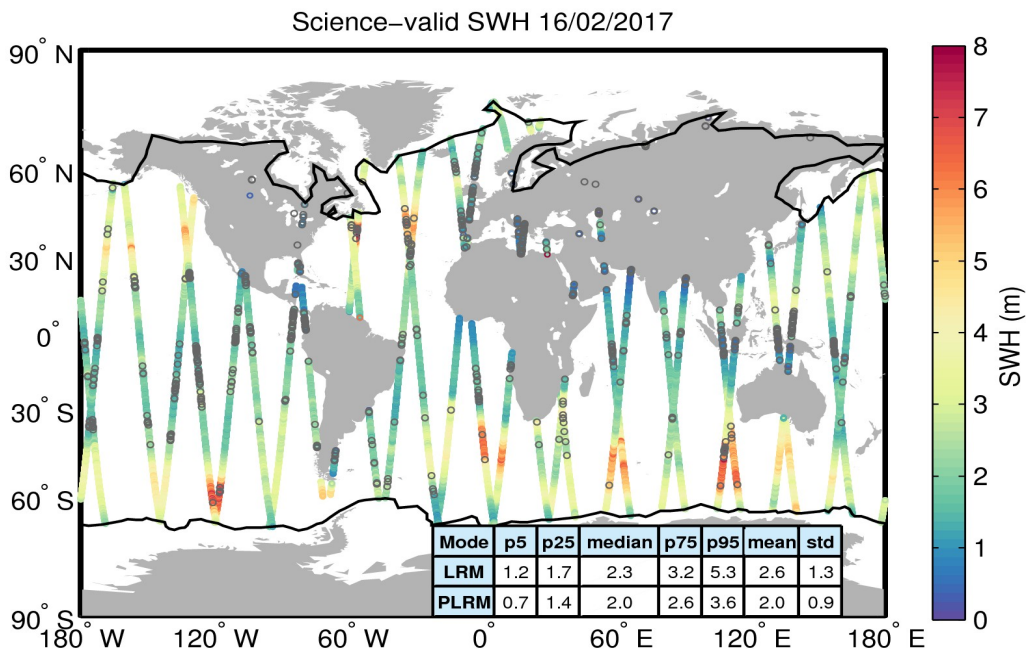 Science-valid SWH 16/02/2017
90° N
60° N
30° N
0°
30° S
60° S
90° S
180° W
120° W
60° W
0°
60° E
120° E
180° E
8
7
6
5
4
3
2
1
0
SWH (m)
Mode p5 p25 median p75 p95 mean std
LRM 1.2 1.7 2.3 3.2 5.3 2.6 1.3
PLRM 0.7 1.4 2.0 2.6 3.6 2.0 0.9